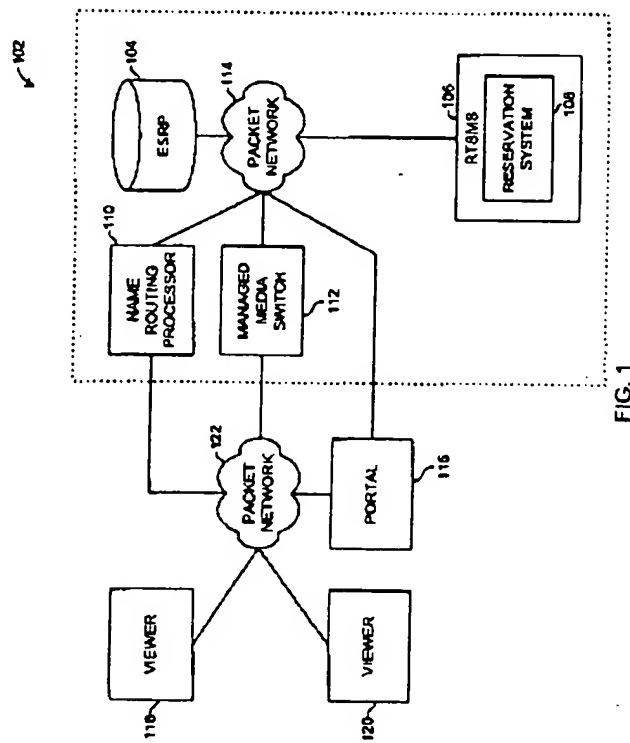 102
104
ESRP
114
PACKET
NETWORK
106
RT8M8
RESERVATION
SYSTEM
108
110
NAME
ROUTING
PROCESSOR
MANAGED
MEDIA
SWITCH
112
122
PACKET
NETWORK
PORTAL
116
VIEWER
118
VIEWER
120
FIG. 1